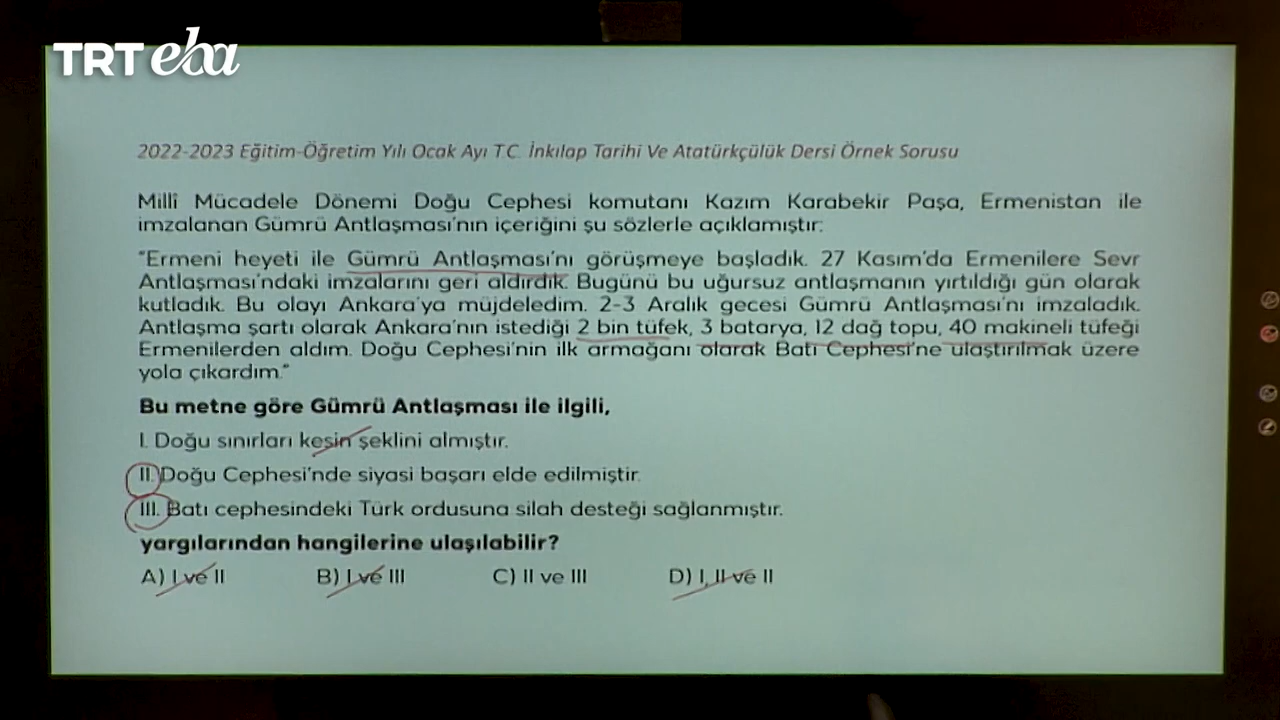 TRT eba
2022-2023 Eğitim-Öğretim Yılı Ocak Ayı T.C. İnkılap Tarihi Ve Atatürkçülük Dersi Örnek Sorusu
Millî Mücadele Dönemi Doğu Cephesi komutanı Kazım Karabekir Paşa, Ermenistan ile
imzalanan Gümrü Antlaşması'nın içeriğini şu sözlerle açıklamıştır:
"Ermeni heyeti ile Gümrü Antlaşması'nı görüşmeye başladık. 27 Kasım'da Ermenilere Sevr
Antlaşması'ndaki imzalarını geri aldırdık. Bugünü bu uğursuz antlaşmanın yırtıldığı gün olarak
kutladık. Bu olayı Ankara'ya müjdeledim. 2-3 Aralık gecesi Gümrü Antlaşması'nı imzaladık.
Antlaşma şartı olarak Ankara'nın istediği 2 bin tüfek, 3 batarya, 12 dağ topu, 40 makineli tüfeği
Ermenilerden aldım. Doğu Cephesi'nin ilk armağanı olarak Batı Cephesi'ne ulaştırılmak üzere
yola çıkardım."
Bu metne göre Gümrü Antlaşması ile ilgili,
I. Doğu sınırları kesin şeklini almıştır.
II. Doğu Cephesi'nde siyasi başarı elde edilmiştir.
III. Batı cephesindeki Türk ordusuna silah desteği sağlanmıştır.
yargılarından hangilerine ulaşılabilir?
A) I ve II B) I ve III C) II ve III D) I, II ve II